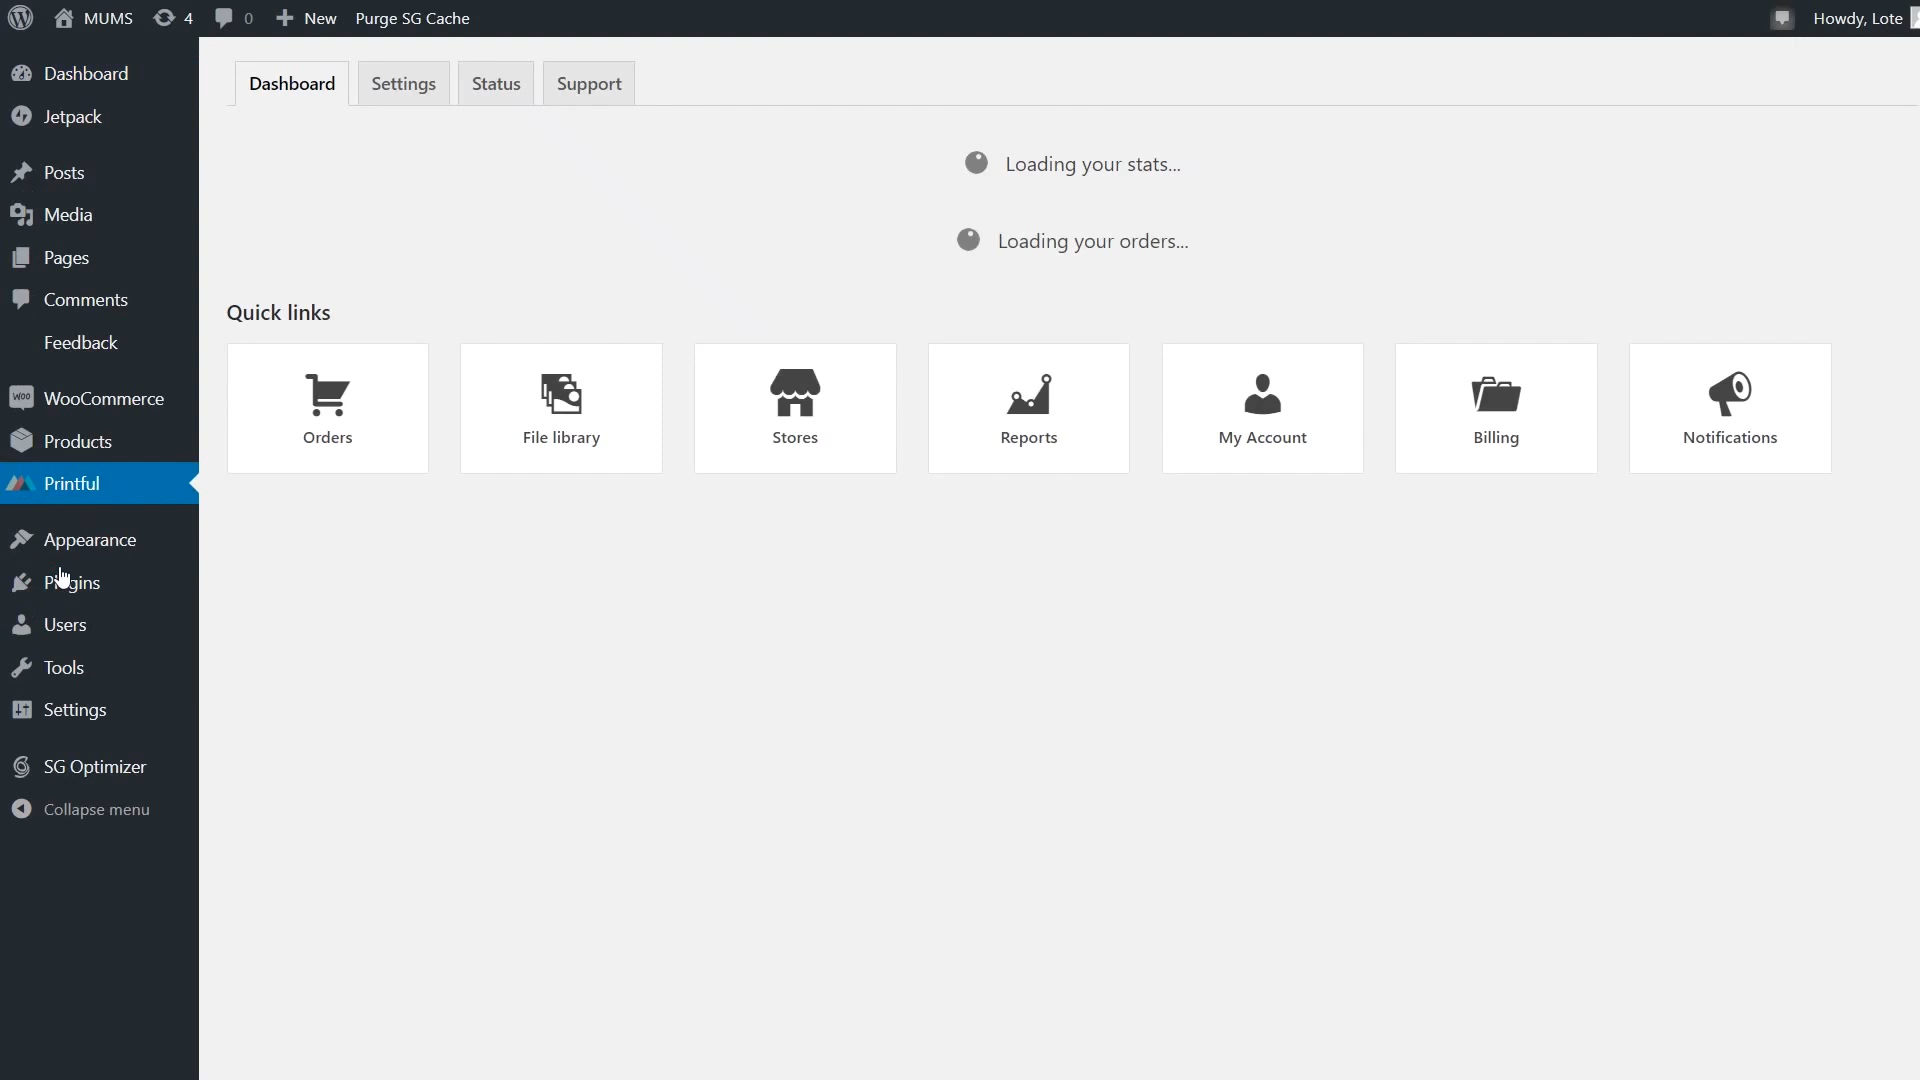 MUMS 4 0 New Purge SG Cache Howdy, Lote
Dashboard
Jetpack
Posts
Media
Pages
Comments
Feedback
WOO WooCommerce
Products
Printful
Appearance
Plugins
Users
Tools
Settings
SG Optimizer
Collapse menu
Dashboard Settings Status Support
Loading your stats...
Loading your orders...
Quick links
Orders File library Stores Reports My Account Billing Notifications